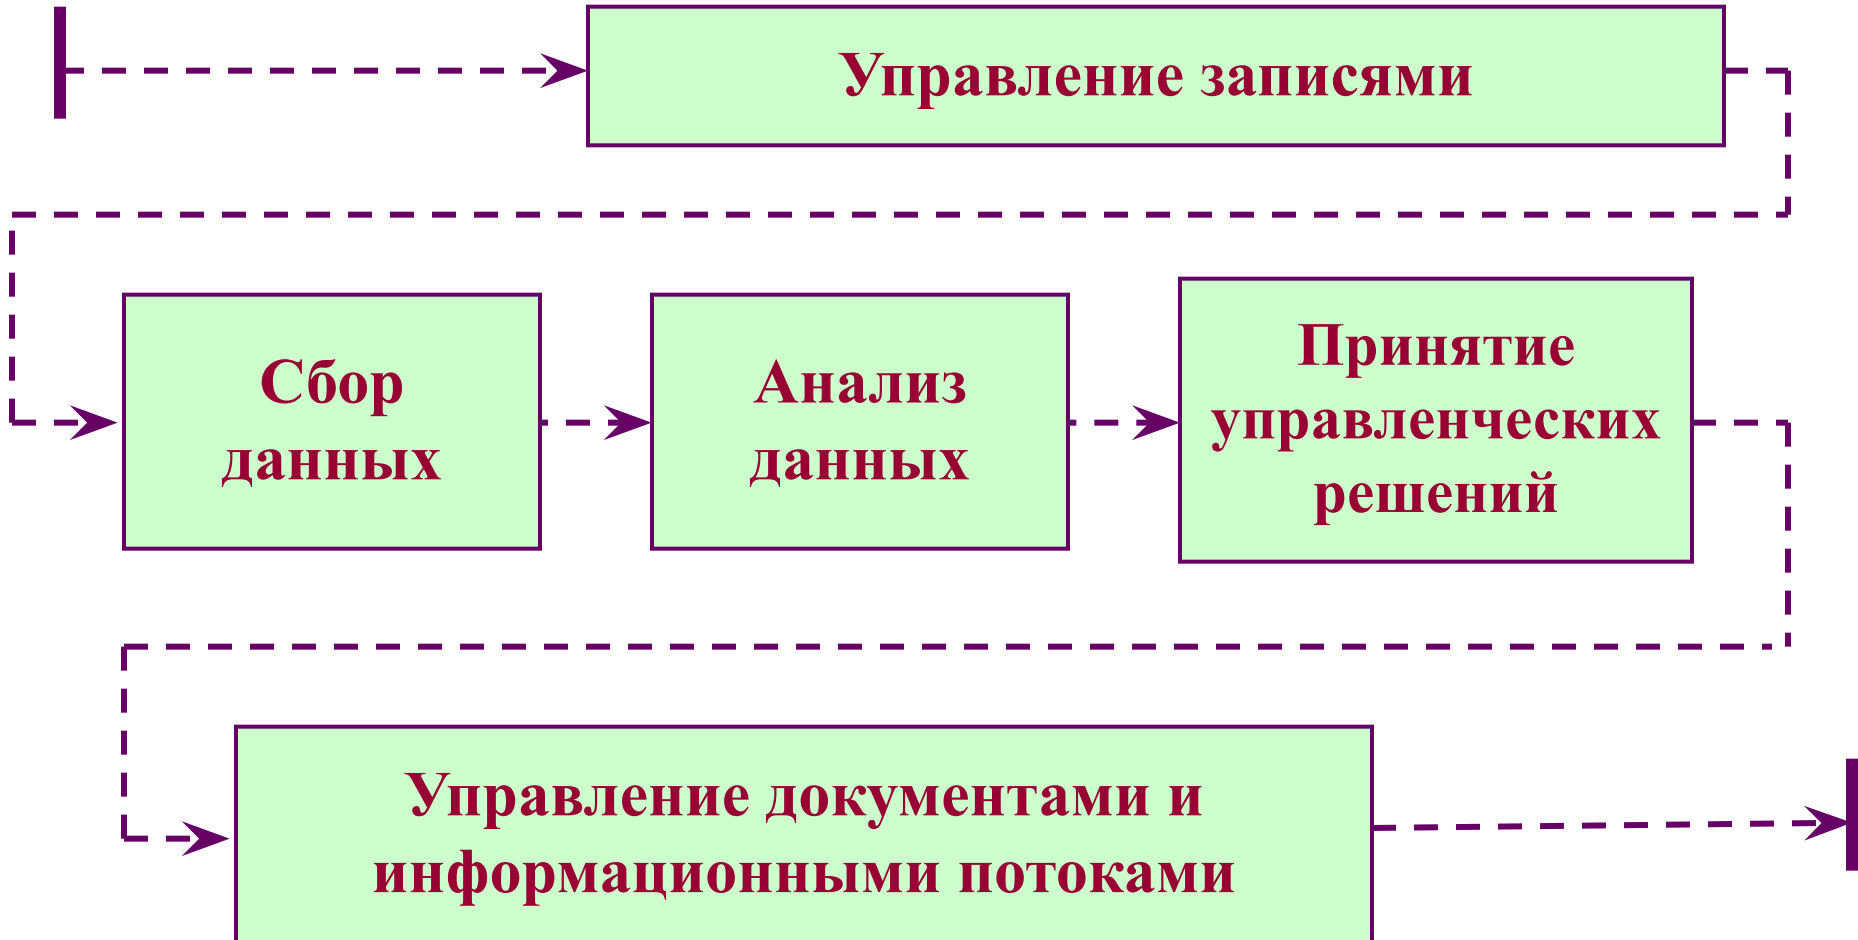 Управление записями
Сбор
данных
Анализ
данных
Принятие
управленческих
решений
Управление документами и
информационными потоками